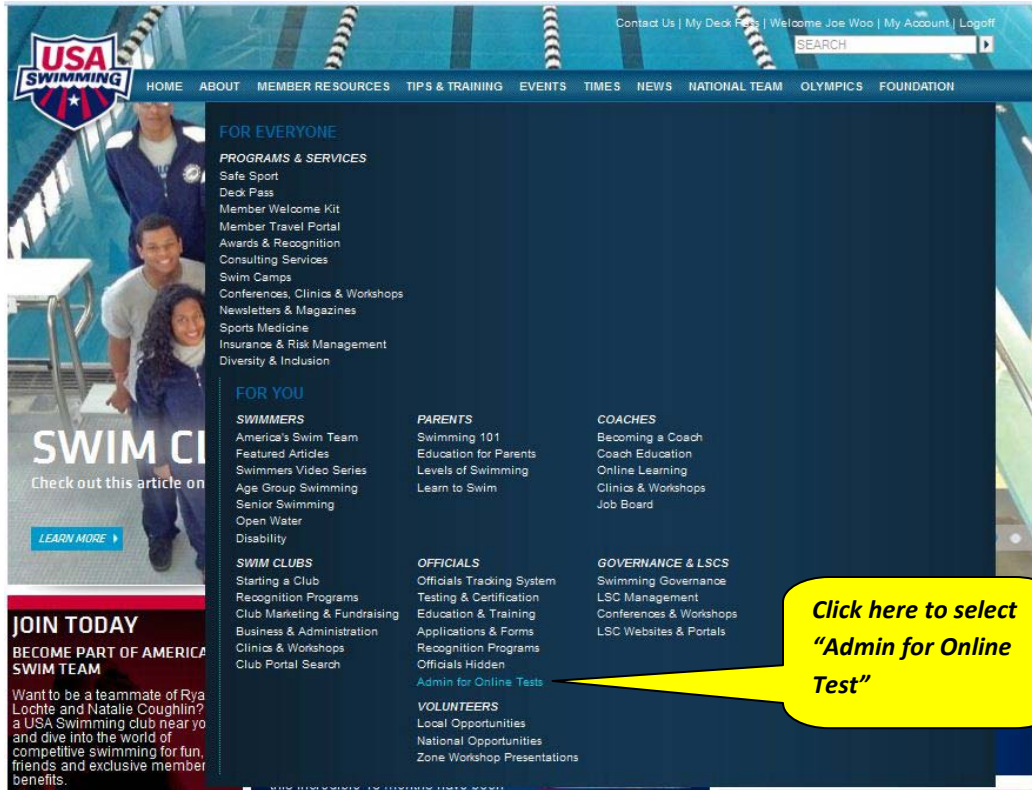 Contact Us | My Deck Pass | Welcome Joe Woo | My Account | Logoff
SEARCH
USA
SWIMMING
HOME ABOUT MEMBER RESOURCES TIPS & TRAINING EVENTS TIMES NEWS NATIONAL TEAM OLYMPICS FOUNDATION
FOR EVERYONE
PROGRAMS & SERVICES
Safe Sport
Deck Pass
Member Welcome Kit
Member Travel Portal
Awards & Recognition
Consulting Services
Swim Camps
Conferences, Clinics & Workshops
Newsletters & Magazines
Sports Medicine
Insurance & Risk Management
Diversity & Inclusion
FOR YOU
SWIMMERS
America's Swim Team
Featured Articles
Swimmers Video Series
Age Group Swimming
Senior Swimming
Open Water
Disability
PARENTS
Swimming 101
Education for Parents
Levels of Swimming
Learn to Swim
COACHES
Becoming a Coach
Coach Education
Online Learning
Clinics & Workshops
Job Board
SWIM CLUBS
Starting a Club
Recognition Programs
Club Marketing & Fundraising
Business & Administration
Clinics & Workshops
Club Portal Search
OFFICIALS
Officials Tracking System
Testing & Certification
Education & Training
Applications & Forms
Recognition Programs
Officials Hidden
Admin for Online Tests
VOLUNTEERS
Local Opportunities
National Opportunities
Zone Workshop Presentations
GOVERNANCE & LSCS
Swimming Governance
LSC Management
Conferences & Workshops
LSC Websites & Portals
Click here to select
“Admin for Online
Test”
SWIM CL
Check out this article on
LEARN MORE
JOIN TODAY
BECOME PART OF AMERICA
SWIM TEAM
Want to be a teammate of Rya
Lochte and Natalie Coughlin?
a USA Swimming club near yo
and dive into the world of
competitive swimming for fun,
friends and exclusive member
benefits.